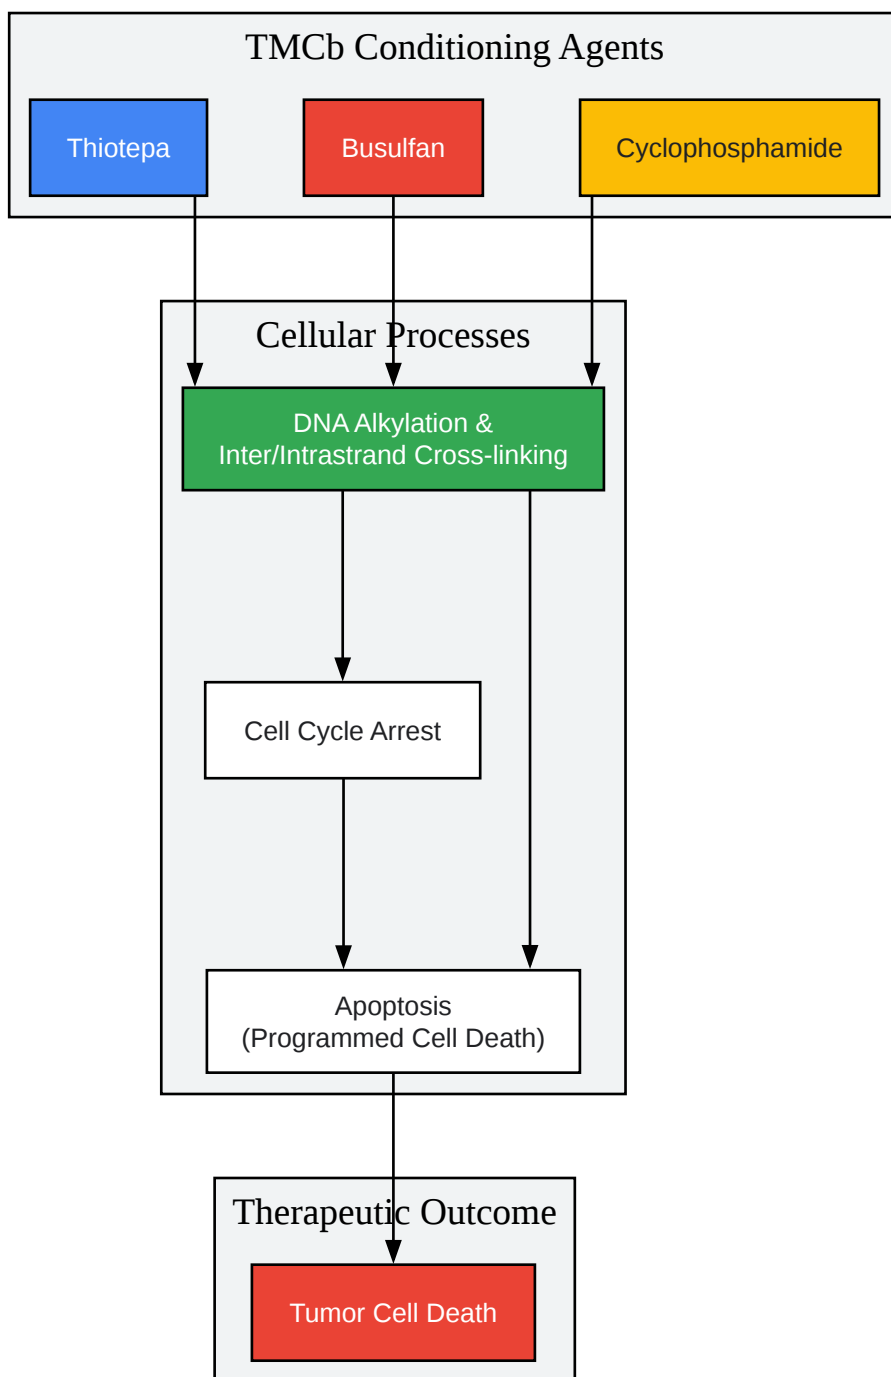 TMCb Conditioning Agents
Thiotepa
Busulfan
Cyclophosphamide
Cellular Processes
DNA Alkylation &
Inter/Intrastrand Cross-linking
Cell Cycle Arrest
Apoptosis
(Programmed Cell Death)
Therapeutic Outcome
Tumor Cell Death